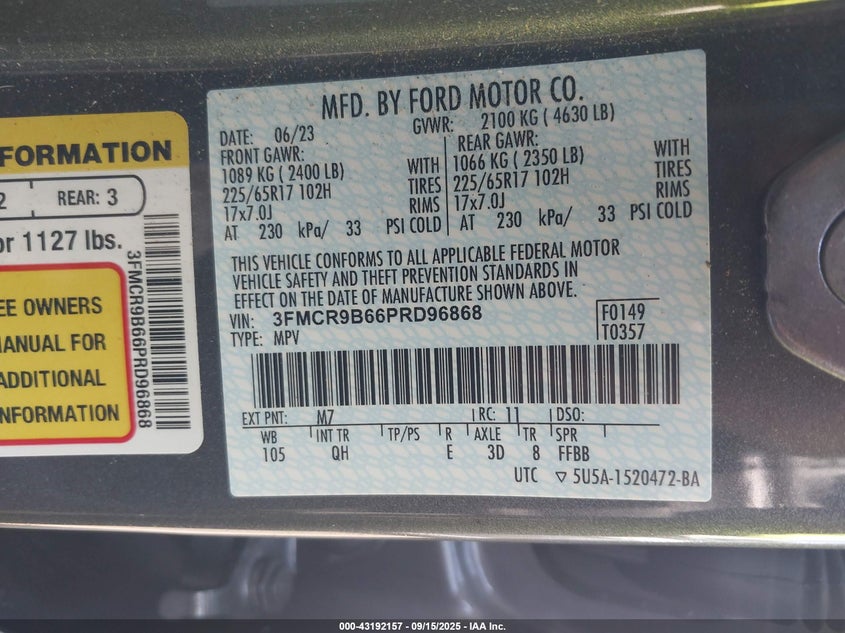 FORMATION
2 REAR: 3
or 1127 lbs.
EE OWNERS
MANUAL FOR
ADDITIONAL
INFORMATION
3FMCR9B66PRD96868
MFD. BY FORD MOTOR CO.
DATE: 06/23 GVWR: 2100 KG ( 4630 LB)
FRONT GAWR: REAR GAWR:
1089 KG ( 2400 LB) WITH 1066 KG ( 2350 LB) WITH
225/65R17 102H TIRES 225/65R17 102H TIRES
17x7.0J RIMS 17x7.0J RIMS
AT 230 kPa/ 33 PSI COLD AT 230 kPa/ 33 PSI COLD
THIS VEHICLE CONFORMS TO ALL APPLICABLE FEDERAL MOTOR
VEHICLE SAFETY AND THEFT PREVENTION STANDARDS IN
EFFECT ON THE DATE OF MANUFACTURE SHOWN ABOVE.
VIN: 3FMCR9B66PRD96868 F0149
TYPE: MPV T0357
EXT PNT: M7 RC: 11 DSO:
WB INT TR TP/PS R AXLE TR SPR
105 QH E 3D 8 FFBB
UTC ▽ 5U5A-1520472-BA
000-43192157 - 09/15/2025 - IAA Inc.